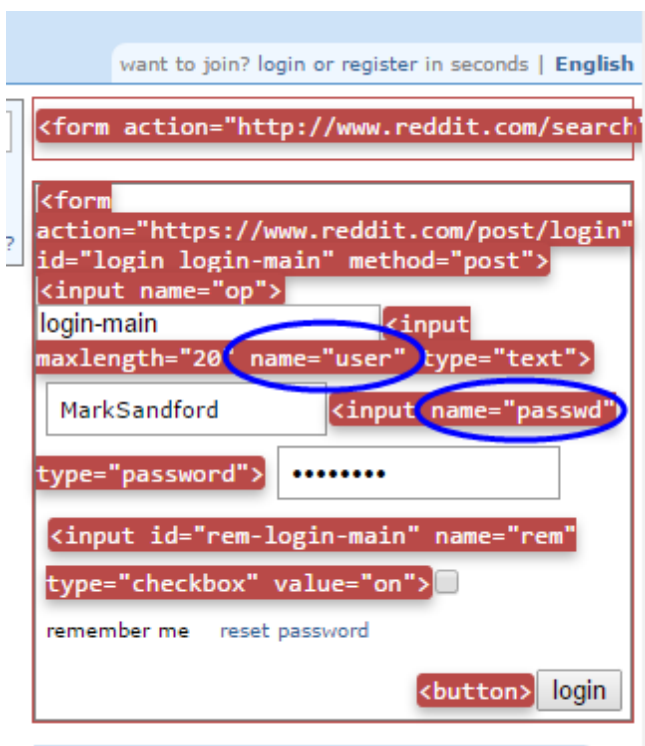 want to join? login or register in seconds | English
<form action="http://www.reddit.com/search"
<form
action="https://www.reddit.com/post/login"
?
id="login_login-main" method="post">
<input name="op">
login-main <input
maxlength="20" name="user" type="text">
MarkSandford <input name="passwd"
type="password"> ••••••••
<input id="rem-login-main" name="rem"
type="checkbox" value="on">
remember me reset password
<button> login